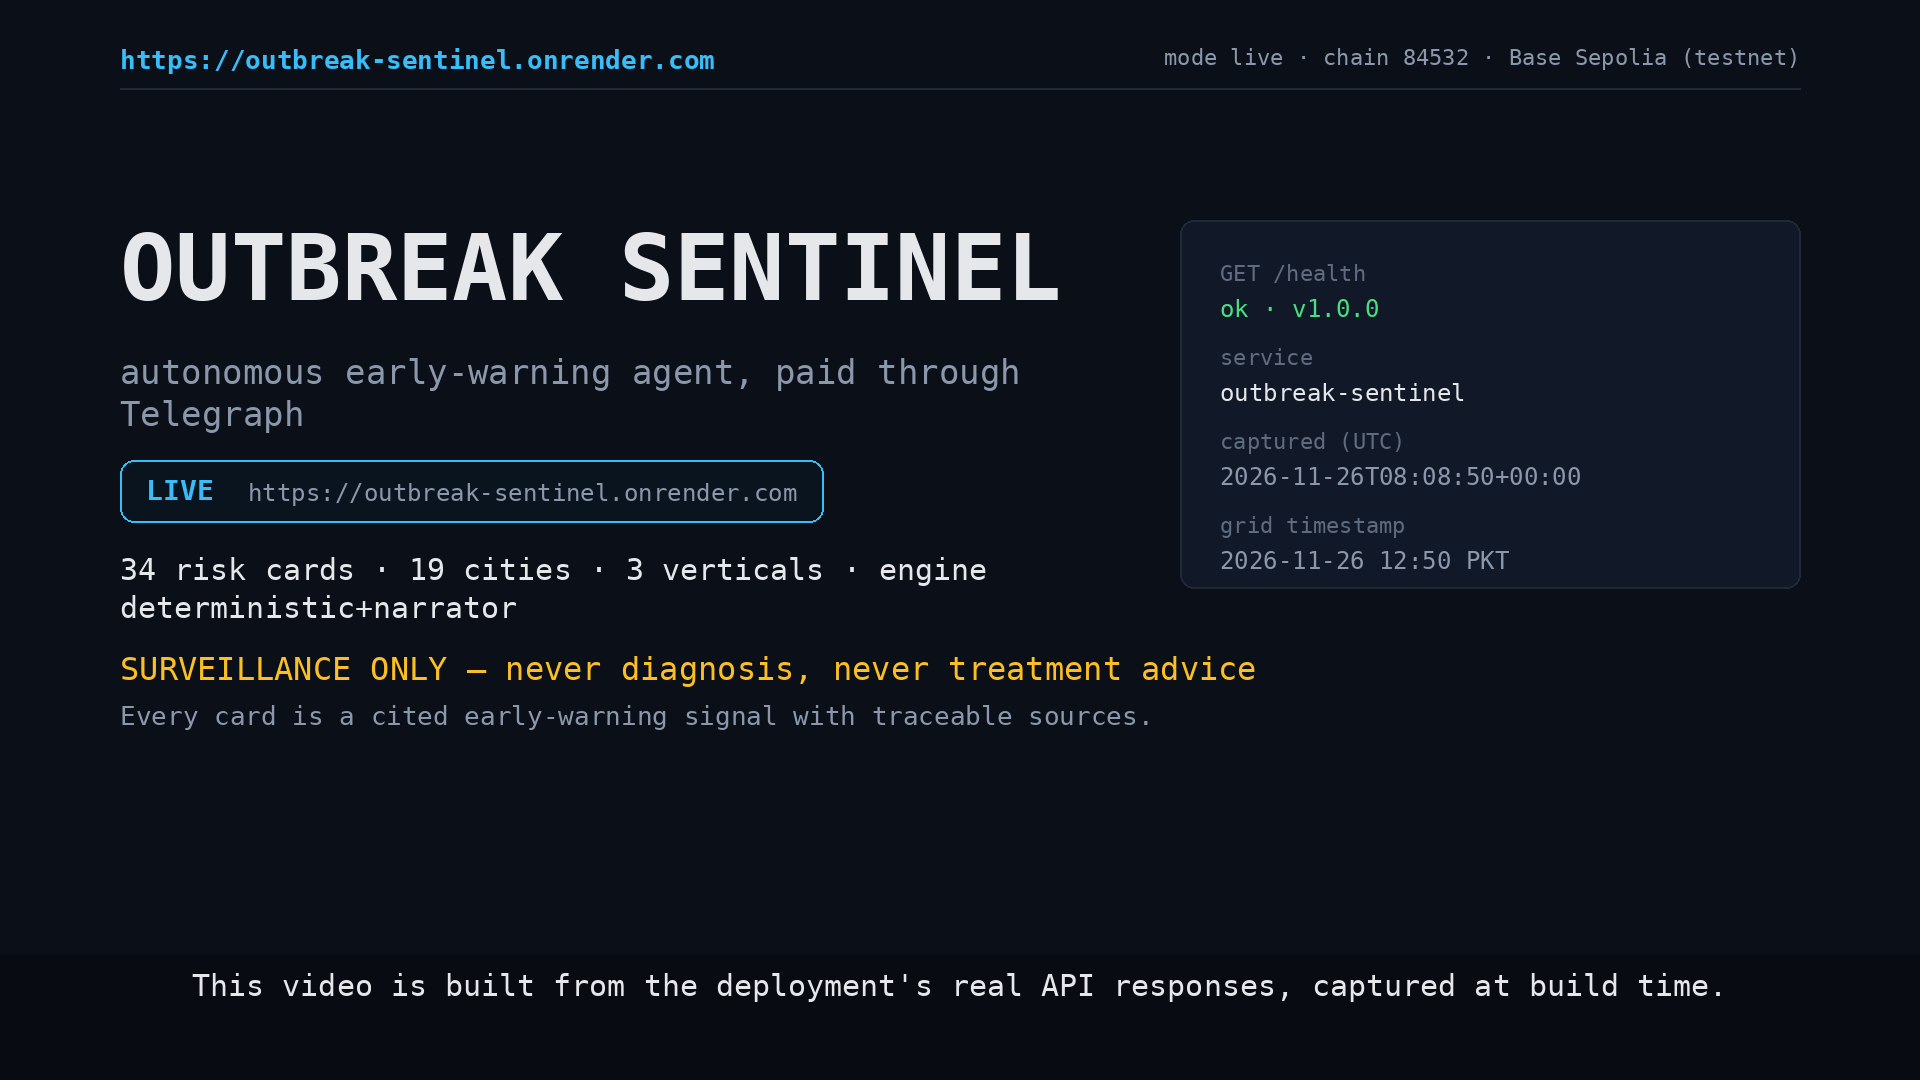 https://outbreak-sentinel.onrender.com
mode live · chain 84532 · Base Sepolia (testnet)
OUTBREAK SENTINEL
autonomous early-warning agent, paid through
Telegraph
LIVE https://outbreak-sentinel.onrender.com
34 risk cards · 19 cities · 3 verticals · engine
deterministic+narrator
SURVEILLANCE ONLY — never diagnosis, never treatment advice
Every card is a cited early-warning signal with traceable sources.
GET /health
ok · v1.0.0
service
outbreak-sentinel
captured (UTC)
2026-11-26T08:08:50+00:00
grid timestamp
2026-11-26 12:50 PKT
This video is built from the deployment's real API responses, captured at build time.